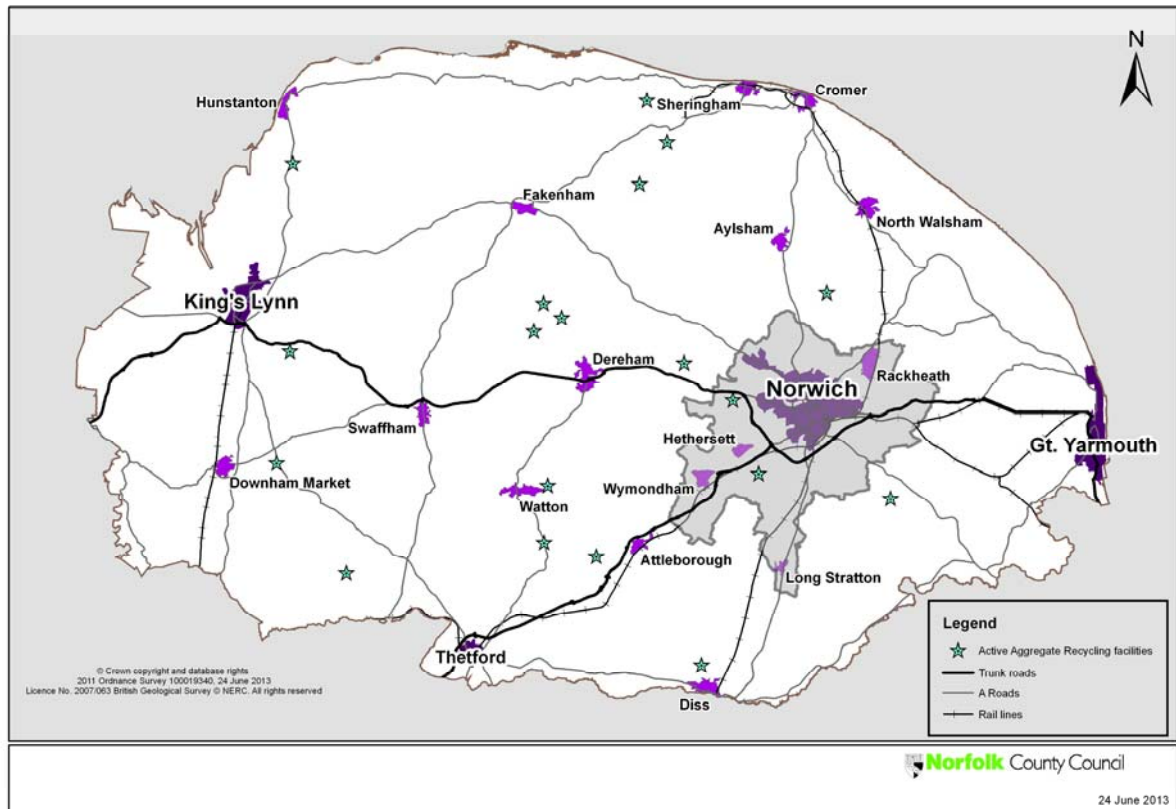 N
Hunstanton
Sheringham
Cromer
Fakenham
Aylsham
North Walsham
King's Lynn
Dereham
Norwich
Rackheath
Swaffham
Hethersett
Gt. Yarmouth
Downham Market
Wymondham
Watton
Attleborough
Long Stratton
Thetford
Diss
Legend
Active Aggregate Recycling facilities
Trunk roads
A Roads
Rail lines
© Crown copyright and database rights
2011 Ordnance Survey 100019340, 24 June 2013
Licence No. 2007/063 British Geological Survey © NERC. All rights reserved
Norfolk County Council
24 June 2013